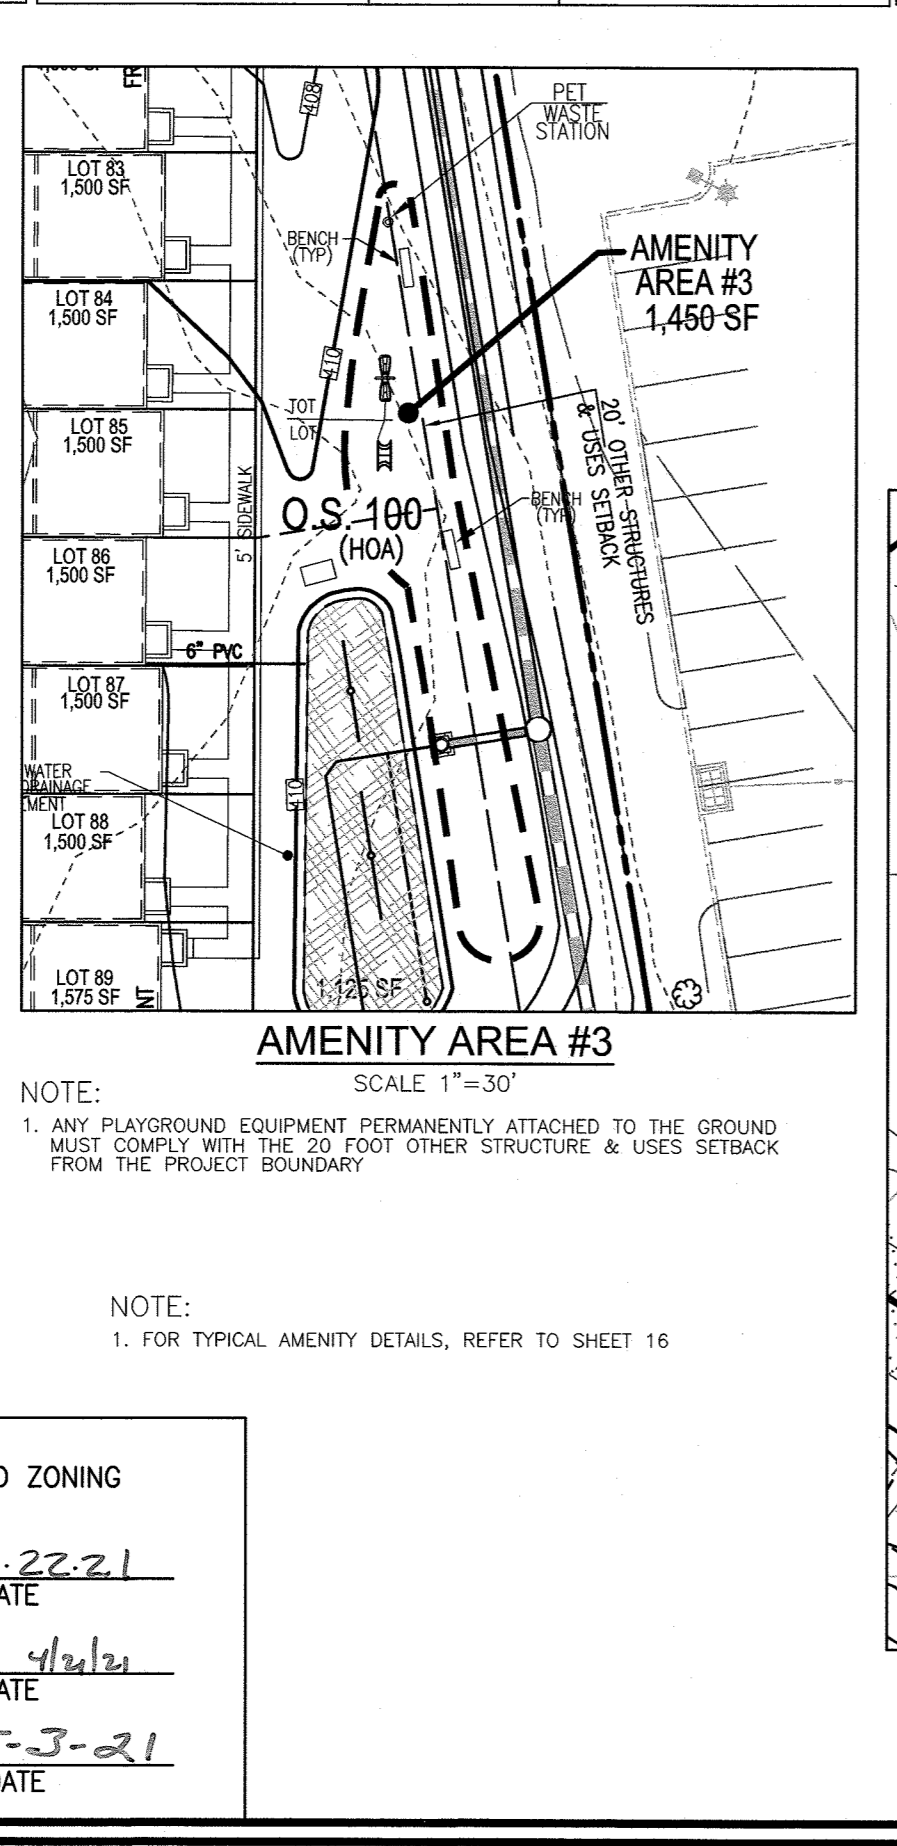 FR
408
PET
WASTE
STATION
LOT 83
1,500 SF
BENCH
(TYP)
AMENITY
AREA #3
1,450 SF
LOT 84
1,500 SF
410
TOT
LOT
20' OTHER STRUCTURES
& USES SETBACK
LOT 85
1,500 SF
5' SIDEWALK
O.S. 100
(HOA)
BENCH
(TYP)
LOT 86
1,500 SF
6" PVC
LOT 87
1,500 SF
WATER
DRAINAGE
MENT
410
LOT 88
1,500 SF
LOT 89
1,575 SF
NT
1,126 SF
AMENITY AREA #3
SCALE 1"=30'
NOTE:
1. ANY PLAYGROUND EQUIPMENT PERMANENTLY ATTACHED TO THE GROUND
MUST COMPLY WITH THE 20 FOOT OTHER STRUCTURE & USES SETBACK
FROM THE PROJECT BOUNDARY
NOTE:
1. FOR TYPICAL AMENITY DETAILS, REFER TO SHEET 16
ZONING
.22.21
ATE
4/21/21
ATE
-3-21
DATE